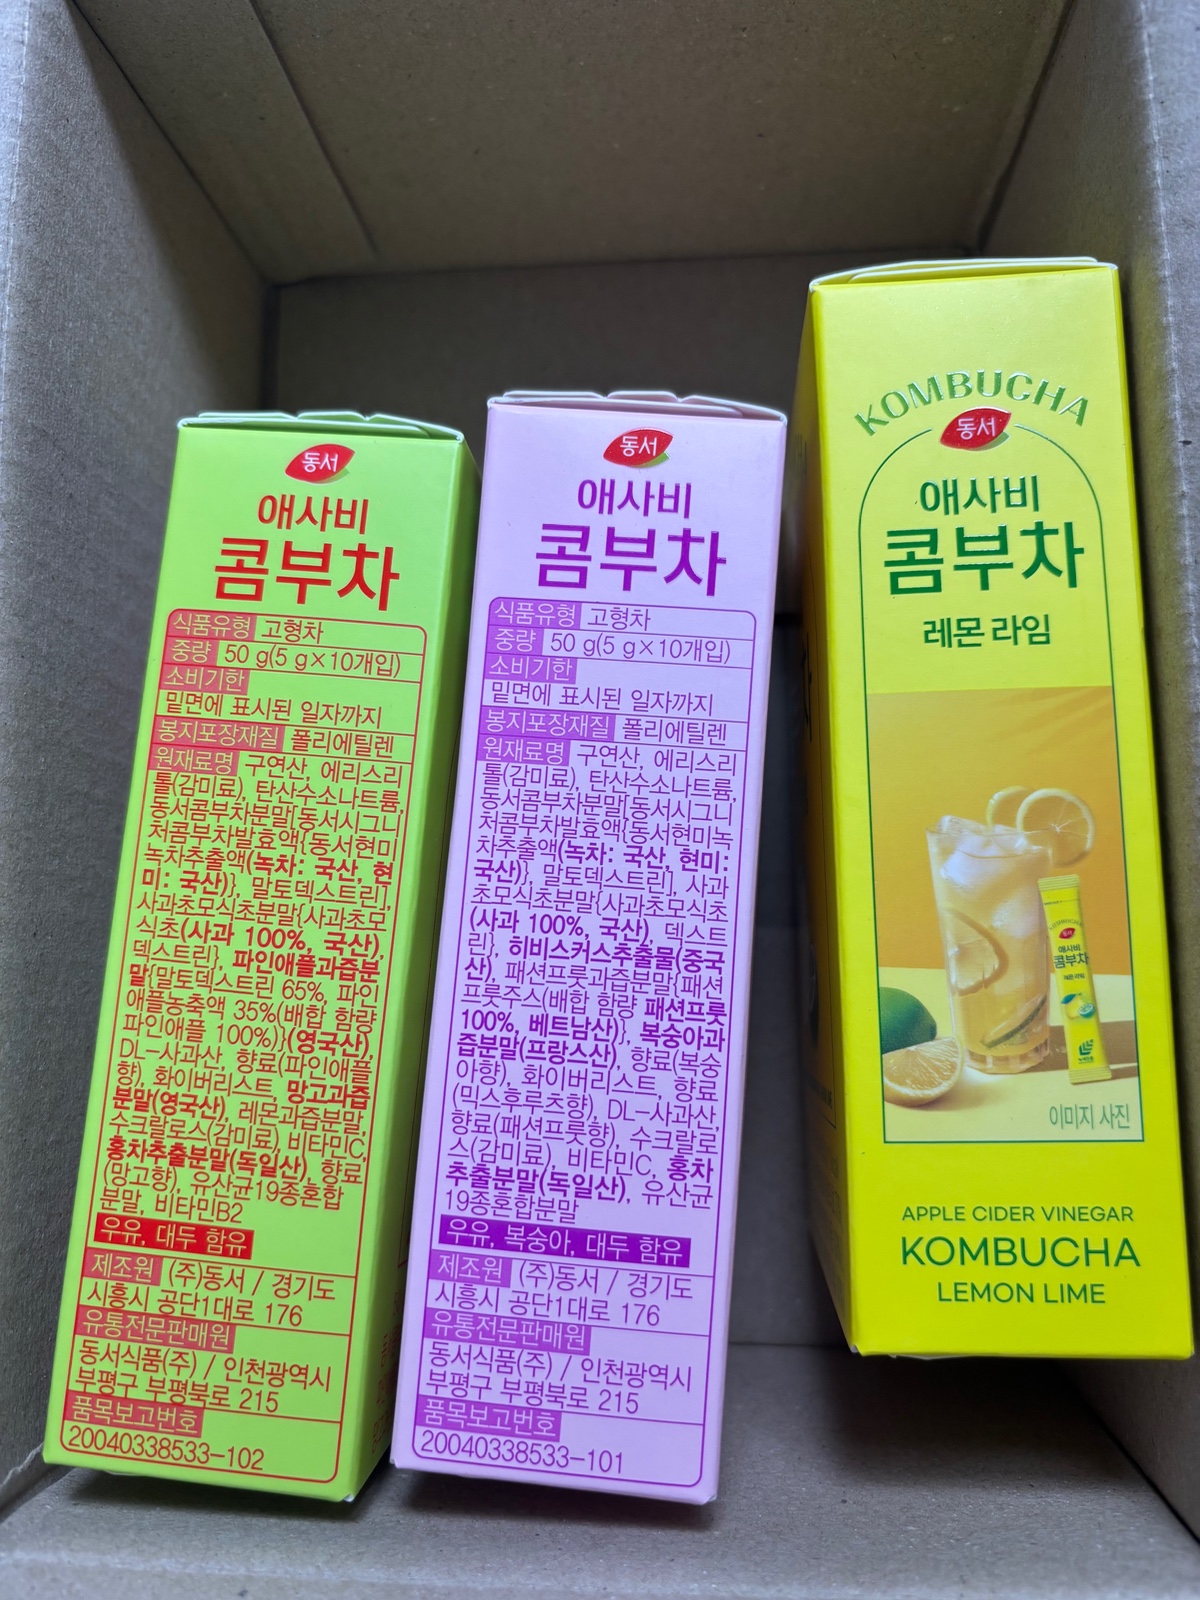 동서
애사비
콤부차
식품유형 고형차
중량 50 g(5 g×10개입)
소비기한
밑면에 표시된 일자까지
봉지포장재질 폴리에틸렌
원재료명 구연산, 에리스리
톨(감미료), 탄산수소나트륨,
동서콤부차분말[동서시그니
처콤부차발효액{동서현미
녹차추출액(녹차: 국산, 현
미: 국산)}, 말토덱스트린],
사과초모식초분말{사과초모
식초(사과 100%, 국산),
덱스트린}, 파인애플과즙분
말{말토덱스트린 65%, 파인
애플농축액 35%(배합 함량
파인애플 100%)}(영국산),
DL-사과산, 향료(파인애플
향), 화이버리스트, 망고과즙
분말(영국산), 레몬과즙분말,
수크랄로스(감미료), 비타민C,
홍차추출분말(독일산), 향료
(망고향), 유산균19종혼합
분말, 비타민B2
우유, 대두 함유
제조원 (주)동서 / 경기도
시흥시 공단1대로 176
유통전문판매원
동서식품(주) / 인천광역시
부평구 부평북로 215
품목보고번호
20040338533-102
동서
애사비
콤부차
식품유형 고형차
중량 50 g(5 g×10개입)
소비기한
밑면에 표시된 일자까지
봉지포장재질 폴리에틸렌
원재료명 구연산, 에리스리
톨(감미료), 탄산수소나트륨,
동서콤부차분말[동서시그니
처콤부차발효액{동서현미녹
차추출액(녹차: 국산, 현미:
국산)}, 말토덱스트린], 사과
초모식초분말{사과초모식초
(사과 100%, 국산), 덱스트
린}, 히비스커스추출물(중국
산), 패션프룻과즙분말{패션
프룻주스(배합 함량 패션프룻
100%, 베트남산)}, 복숭아과
즙분말(프랑스산), 향료(복숭
아향), 화이버리스트, 향료
(믹스후루츠향), DL-사과산,
향료(패션프룻향), 수크랄로
스(감미료), 비타민C, 홍차
추출분말(독일산), 유산균
19종혼합분말
우유, 복숭아, 대두 함유
제조원 (주)동서 / 경기도
시흥시 공단1대로 176
유통전문판매원
동서식품(주) / 인천광역시
부평구 부평북로 215
품목보고번호
20040338533-101
KOMBUCHA
동서
애사비
콤부차
레몬 라임
동서
애사비
콤부차
레몬 라임
이미지 사진
APPLE CIDER VINEGAR
KOMBUCHA
LEMON LIME